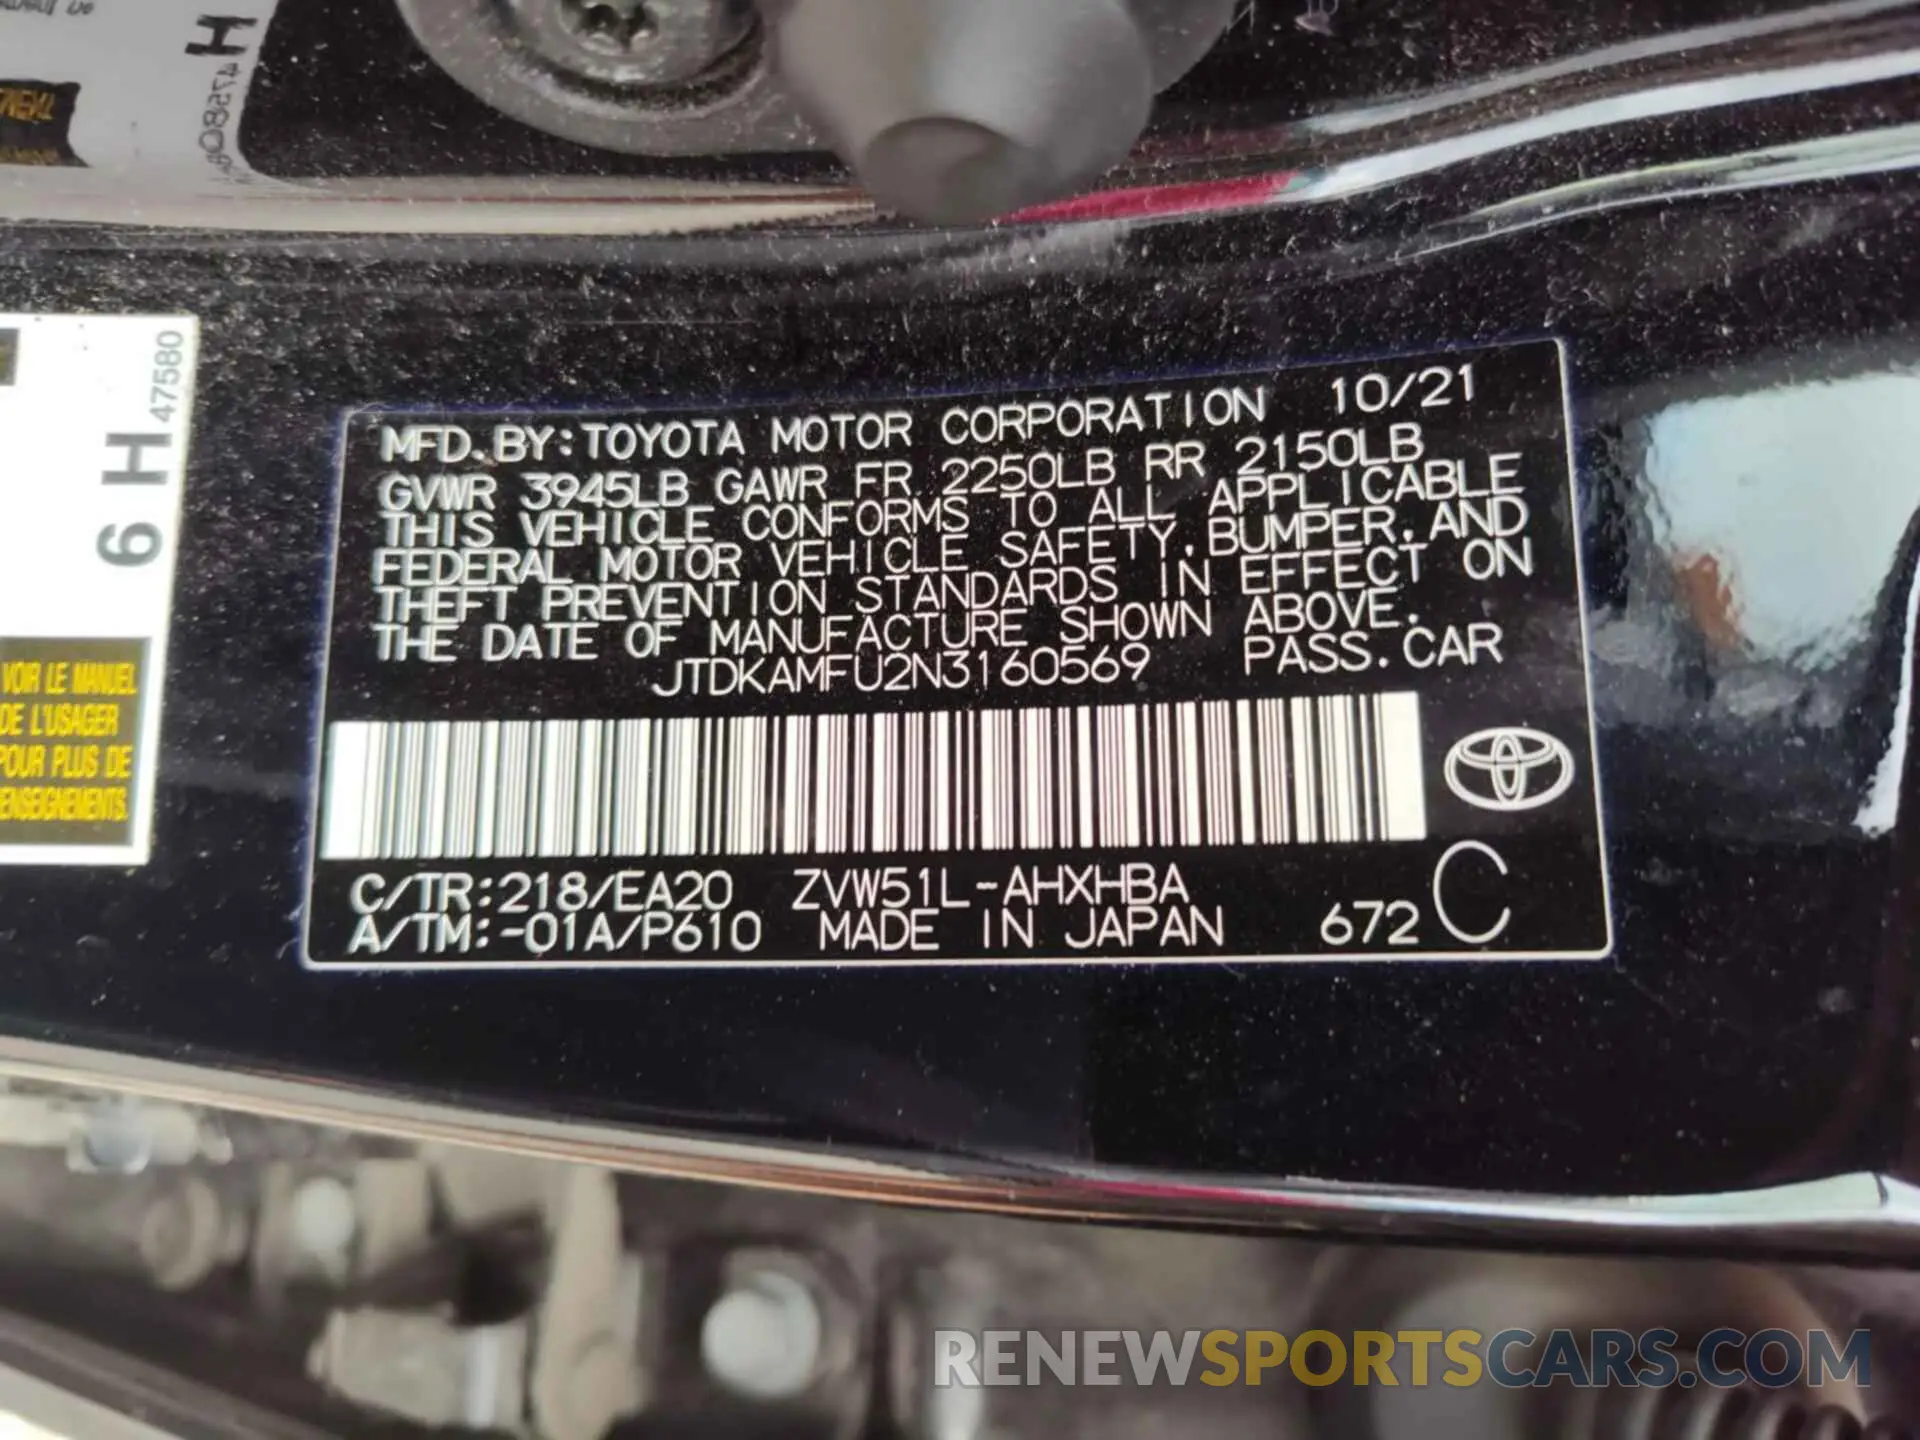 H
47580
MFD.BY:TOYOTA MOTOR CORPORATION 10/21
GVWR 3945LB GAWR FR 2250LB RR 2150LB
THIS VEHICLE CONFORMS TO ALL APPLICABLE
FEDERAL MOTOR VEHICLE SAFETY,BUMPER,AND
THEFT PREVENTION STANDARDS IN EFFECT ON
THE DATE OF MANUFACTURE SHOWN ABOVE.
JTDKAMFU2N3160569 PASS.CAR
C/TR:218/EA20 ZVW51L-AHXHBA
A/TM:-01A/P610 MADE IN JAPAN 672 C
6 H
47580
VOIR LE MANUEL
DE L'USAGER
POUR PLUS DE
RENSEIGNEMENTS.
RENEWSPORTSCARS.COM